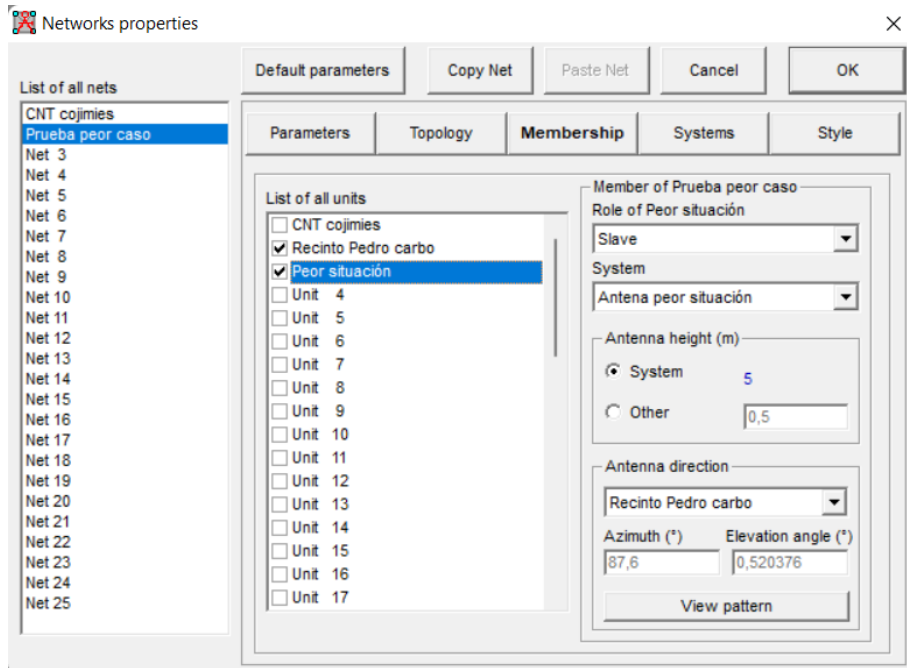 Networks properties
Default parameters
Copy Net
Paste Net
Cancel
OK
List of all nets
CNT cojimies
Prueba peor caso
Net 3
Net 4
Net 5
Net 6
Net 7
Net 8
Net 9
Net 10
Net 11
Net 12
Net 13
Net 14
Net 15
Net 16
Net 17
Net 18
Net 19
Net 20
Net 21
Net 22
Net 23
Net 24
Net 25
Parameters
Topology
Membership
Systems
Style
List of all units
CNT cojimies
Recinto Pedro carbo
Peor situación
Unit 4
Unit 5
Unit 6
Unit 7
Unit 8
Unit 9
Unit 10
Unit 11
Unit 12
Unit 13
Unit 14
Unit 15
Unit 16
Unit 17
Member of Prueba peor caso
Role of Peor situación
Slave
System
Antena peor situación
Antenna height (m)
System 5
Other 0,5
Antenna direction
Recinto Pedro carbo
Azimuth (°) Elevation angle (°)
87,6 0,520376
View pattern